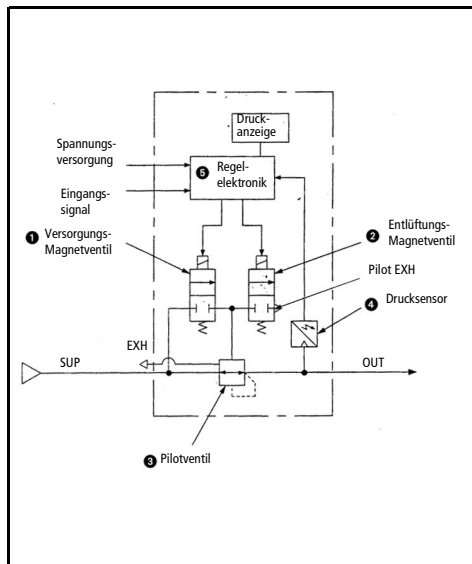 Druck-
anzeige
Spannungs-
versorgung
❺ Regel-
elektronik
Eingangs-
signal
❶ Versorgungs-
Magnetventil
❷ Entlüftungs-
Magnetventil
Pilot EXH
❹ Drucksensor
EXH
SUP
OUT
❸ Pilotventil